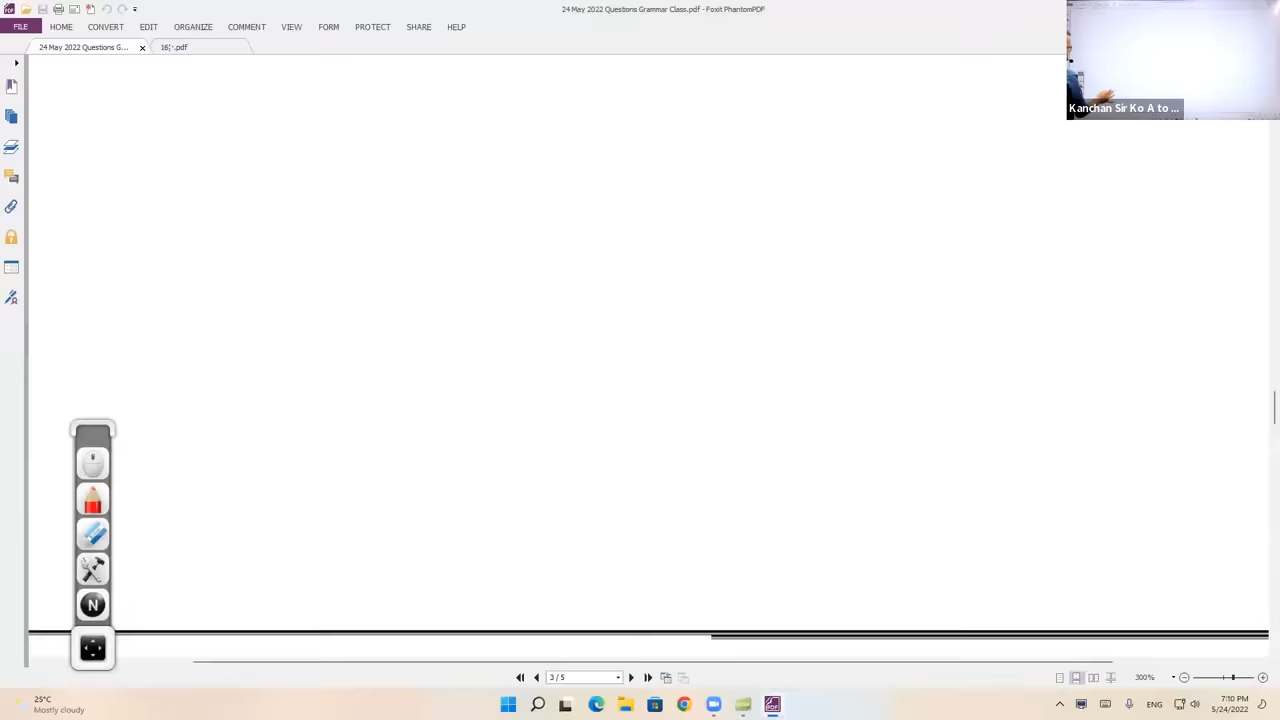 24 May 2022 Questions Grammar Class.pdf - Foxit PhantomPDF
FILE HOME CONVERT EDIT ORGANIZE COMMENT VIEW FORM PROTECT SHARE HELP
24 May 2022 Questions G...
Kanchan Sir Ko A to ...
N
3 / 5
300%
25°C
Mostly cloudy
ENG
7:10 PM
5/24/2022